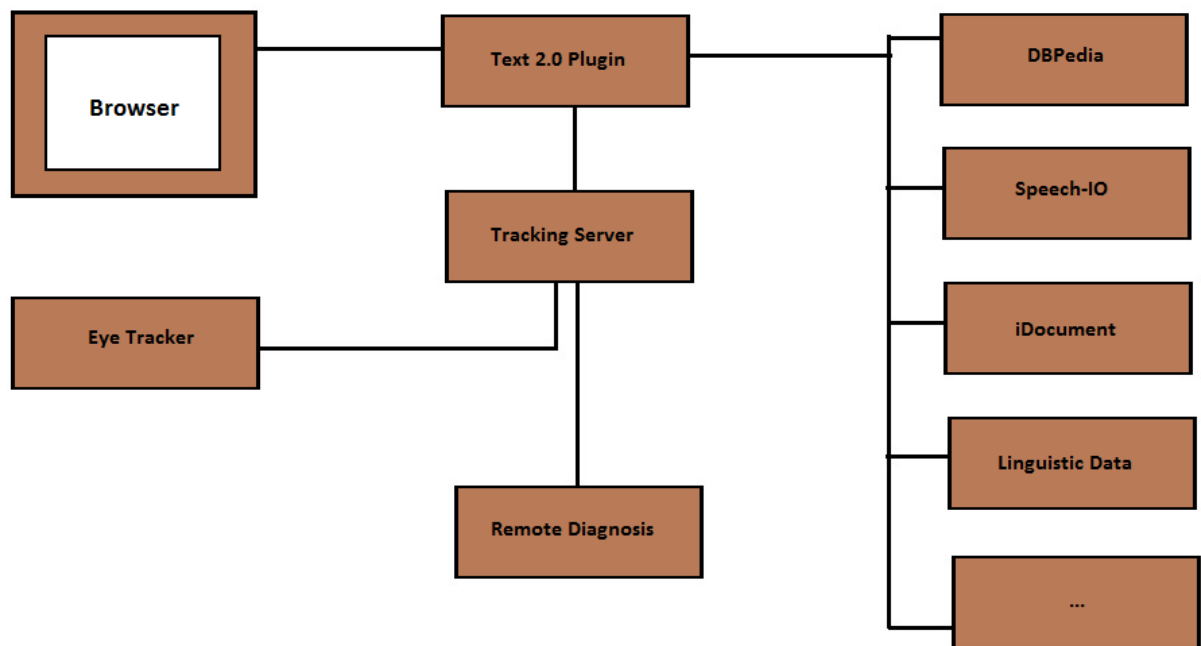 Browser
Text 2.0 Plugin
DBPedia
Speech-IO
Tracking Server
Eye Tracker
iDocument
Linguistic Data
Remote Diagnosis
...